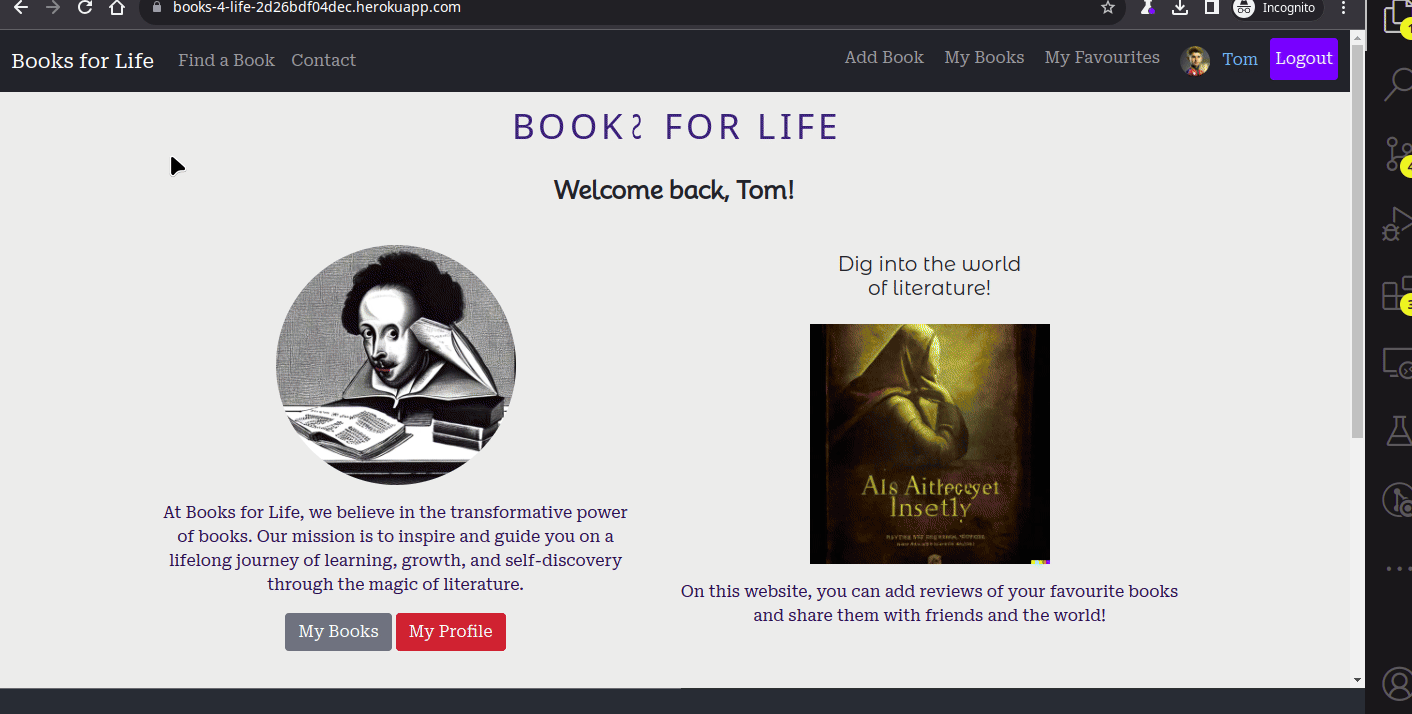 books-4-life-2d26bdf04dec.herokuapp.com
Incognito
Books for Life Find a Book Contact Add Book My Books My Favourites Tom Logout
BOOKS FOR LIFE
Welcome back, Tom!
At Books for Life, we believe in the transformative power
of books. Our mission is to inspire and guide you on a
lifelong journey of learning, growth, and self-discovery
through the magic of literature.
My Books My Profile
Dig into the world
of literature!
Als Aithegeyet
Insetly
On this website, you can add reviews of your favourite books
and share them with friends and the world!